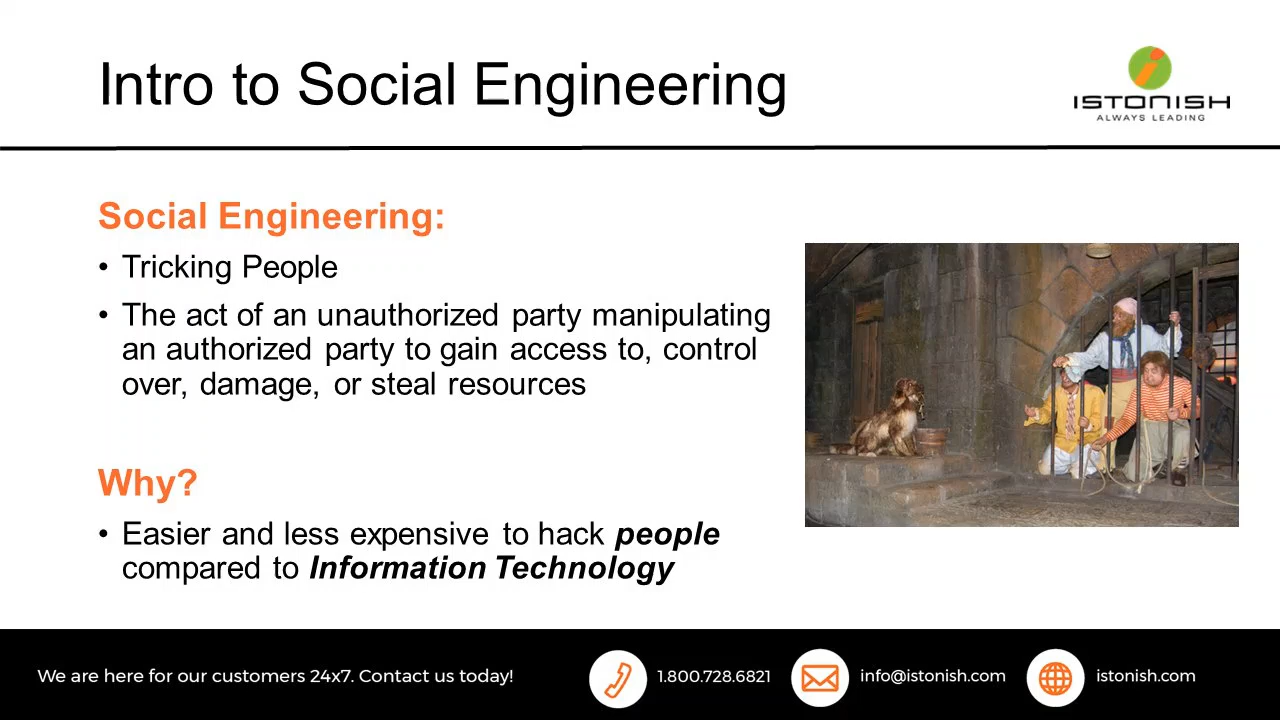 Intro to Social Engineering
ISTONISH
ALWAYS LEADING
Social Engineering:
• Tricking People
• The act of an unauthorized party manipulating
an authorized party to gain access to, control
over, damage, or steal resources
Why?
• Easier and less expensive to hack people
compared to Information Technology
We are here for our customers 24x7. Contact us today!
1.800.728.6821
info@istonish.com
istonish.com